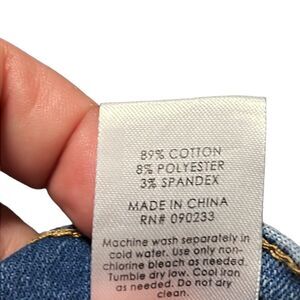 89% COTTON
8% POLYESTER
3% SPANDEX
MADE IN CHINA
RN# 090233
Machine wash separately in
cold water. Use only non-
chlorine bleach as needed.
Tumble dry low. Cool iron
as needed. Do not dry
clean.